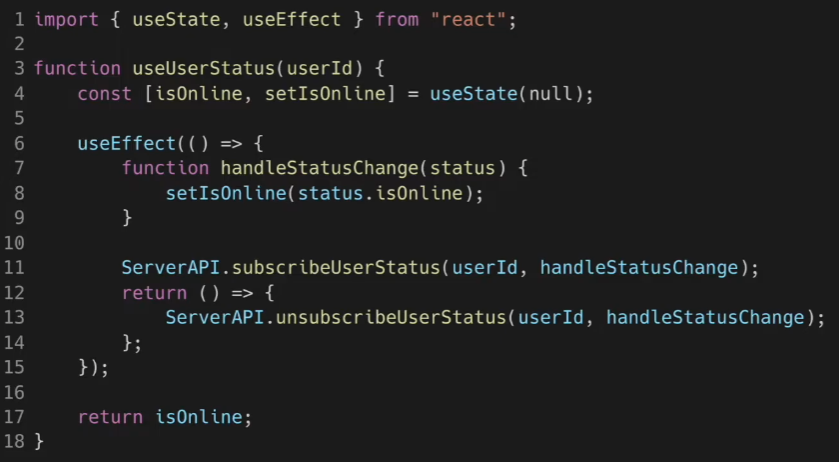 1 import { useState, useEffect } from "react";
2
3 function useUserStatus(userId) {
4     const [isOnline, setIsOnline] = useState(null);
5
6     useEffect(() => {
7         function handleStatusChange(status) {
8             setIsOnline(status.isOnline);
9         }
10
11         ServerAPI.subscribeUserStatus(userId, handleStatusChange);
12         return () => {
13             ServerAPI.unsubscribeUserStatus(userId, handleStatusChange);
14         };
15     });
16
17     return isOnline;
18 }